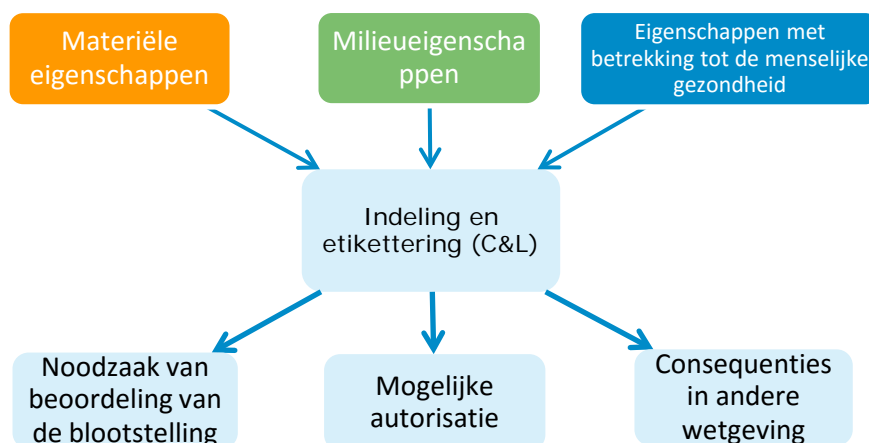 Materiële
eigenschappen
Milieueigenscha
ppen
Eigenschappen met
betrekking tot de menselijke
gezondheid
Indeling en
etikettering (C&L)
Noodzaak van
beoordeling van
de blootstelling
Mogelijke
autorisatie
Consequenties
in andere
wetgeving